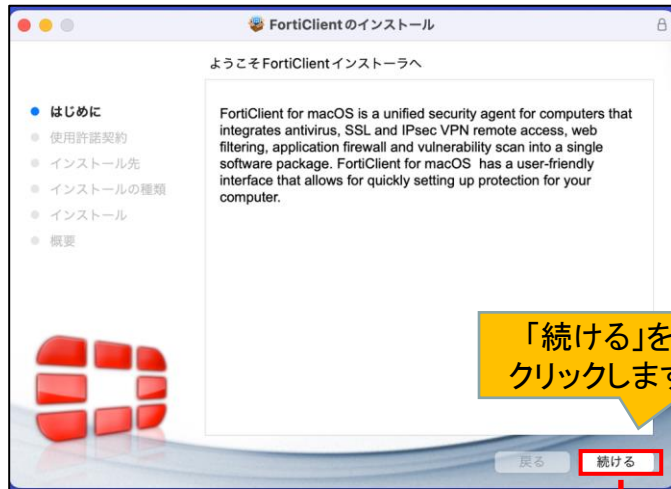 FortiClientのインストール
ようこそFortiClientインストーラへ
はじめに
使用許諾契約
インストール先
インストールの種類
インストール
概要
FortiClient for macOS is a unified security agent for computers that
integrates antivirus, SSL and IPsec VPN remote access, web
filtering, application firewall and vulnerability scan into a single
software package. FortiClient for macOS has a user-friendly
interface that allows for quickly setting up protection for your
computer.
「続ける」を
クリックします
戻る
続ける